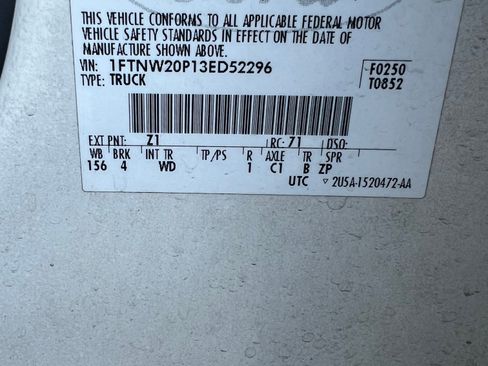 THIS VEHICLE CONFORMS TO ALL APPLICABLE FEDERAL MOTOR
VEHICLE SAFETY STANDARDS IN EFFECT ON THE DATE OF
MANUFACTURE SHOWN ABOVE.
VIN: 1FTNW20P13ED52296 F0250
TYPE: TRUCK T0852
EXT PNT: Z1 RC: 71 DSO:
WB BRK INT TR TP/PS R AXLE TR SPR
156 4 WD 1 C1 B ZP
UTC ▽ 2U5A-1520472-AA